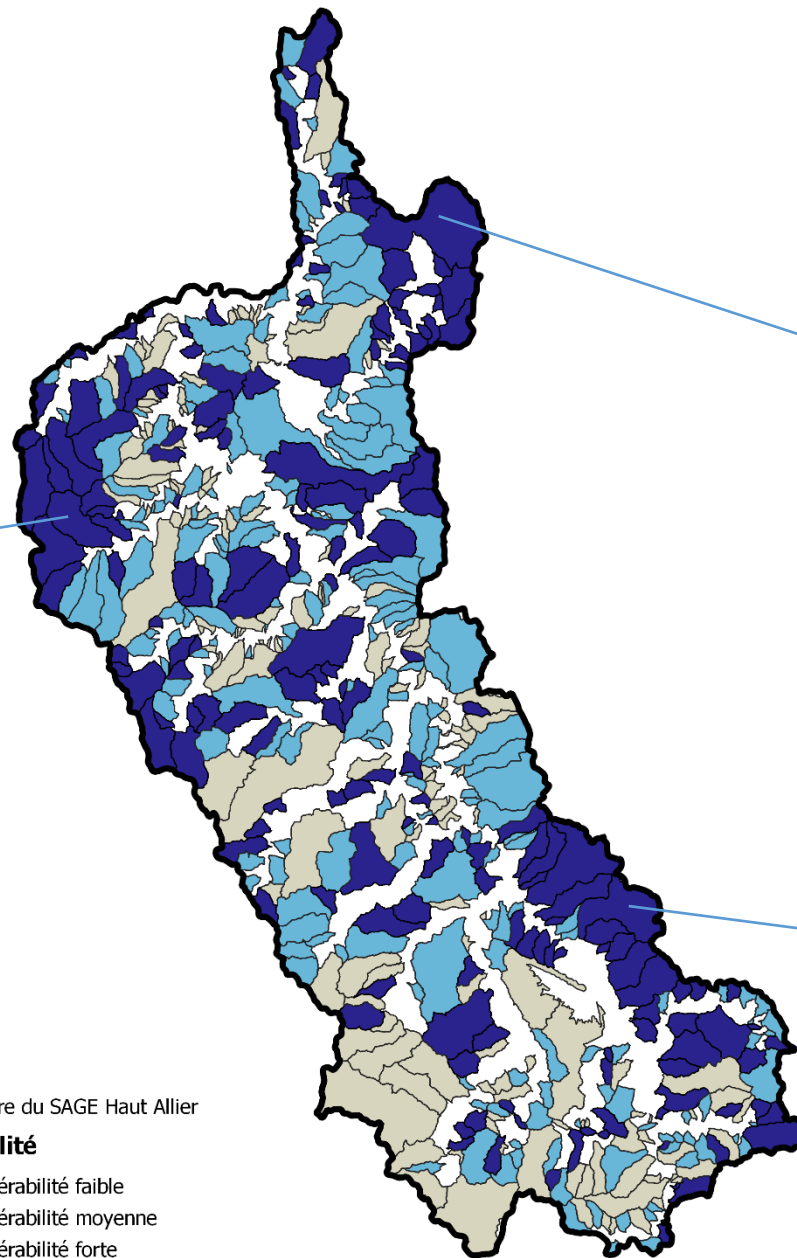 re du SAGE Haut Allier
lité
érabilité faible
érabilité moyenne
érabilité forte